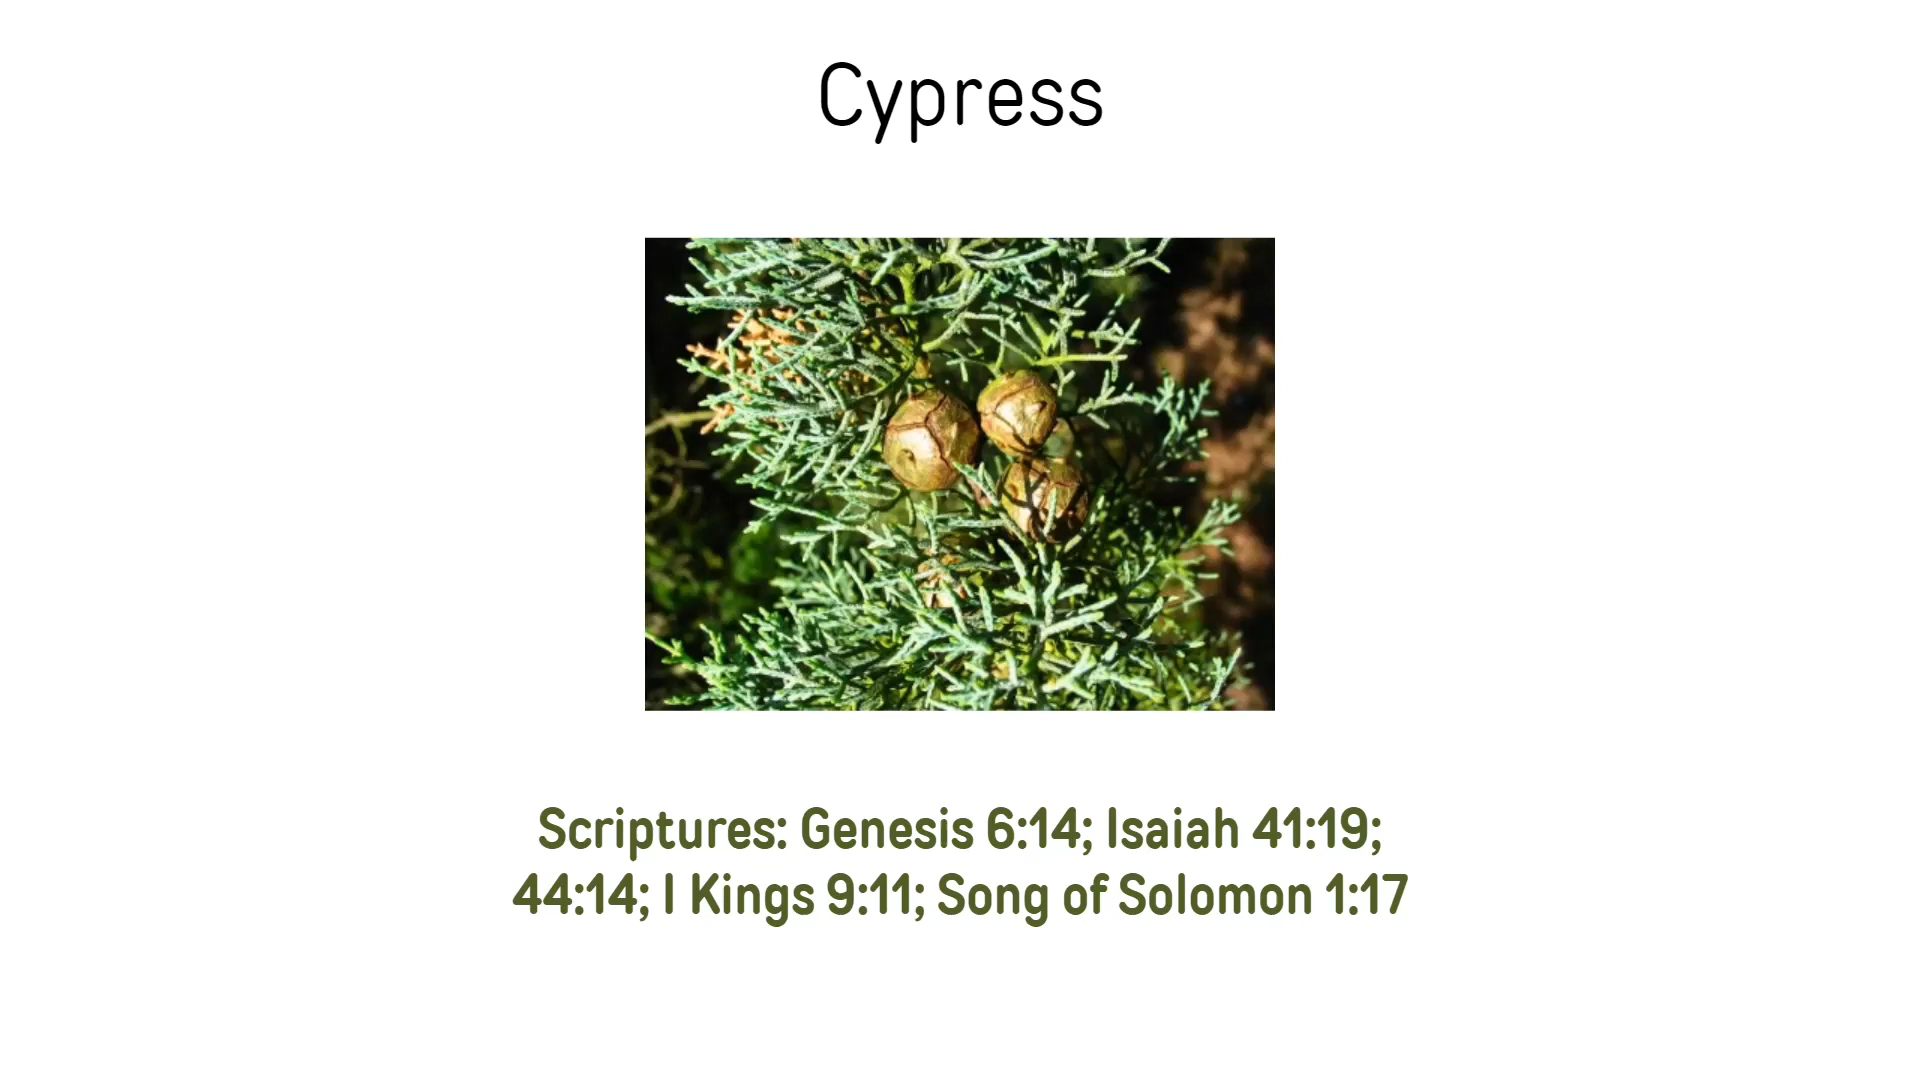 Cypress
Scriptures: Genesis 6:14; Isaiah 41:19;
44:14; I Kings 9:11; Song of Solomon 1:17